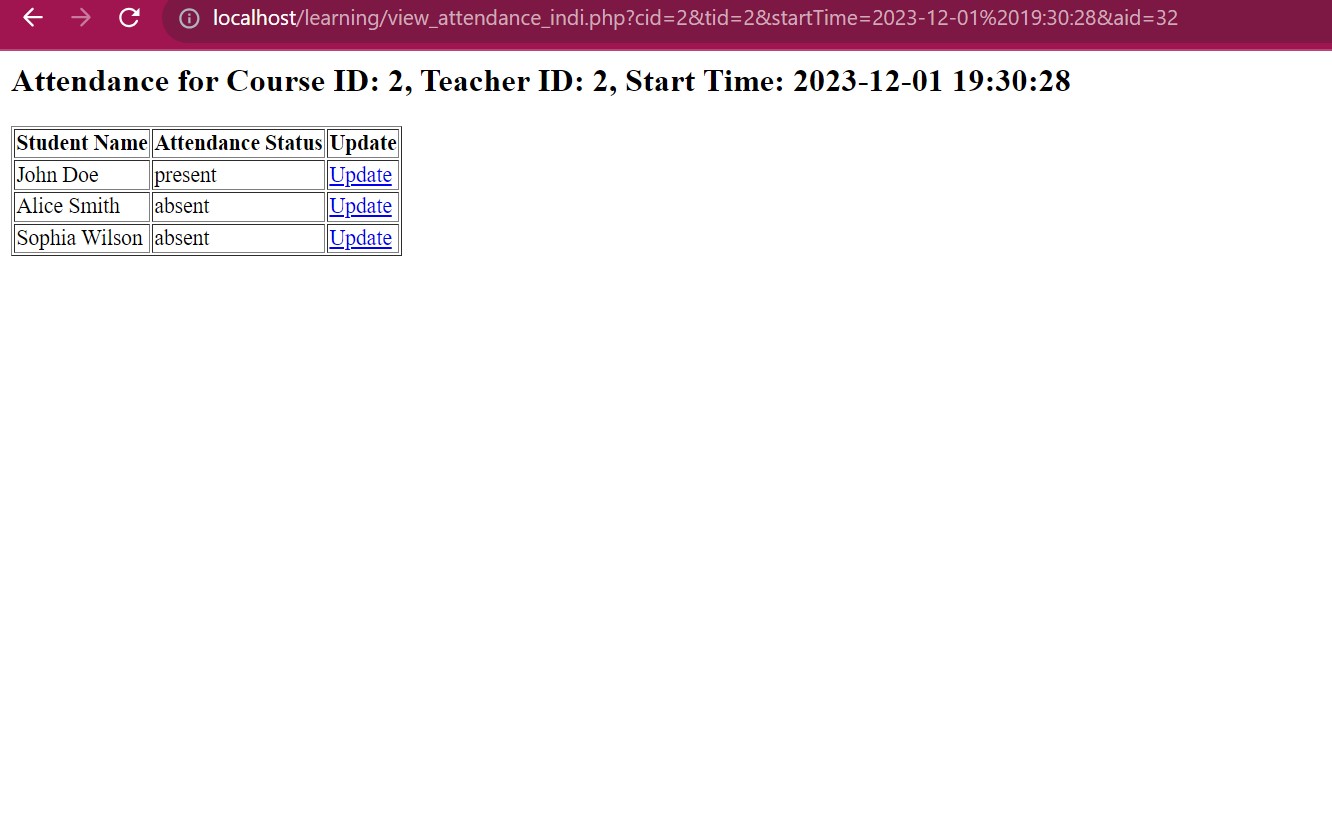 localhost/learning/view_attendance_indi.php?cid=2&tid=2&startTime=2023-12-01%2019:30:28&aid=32
Attendance for Course ID: 2, Teacher ID: 2, Start Time: 2023-12-01 19:30:28
Student Name Attendance Status Update
John Doe present Update
Alice Smith absent Update
Sophia Wilson absent Update